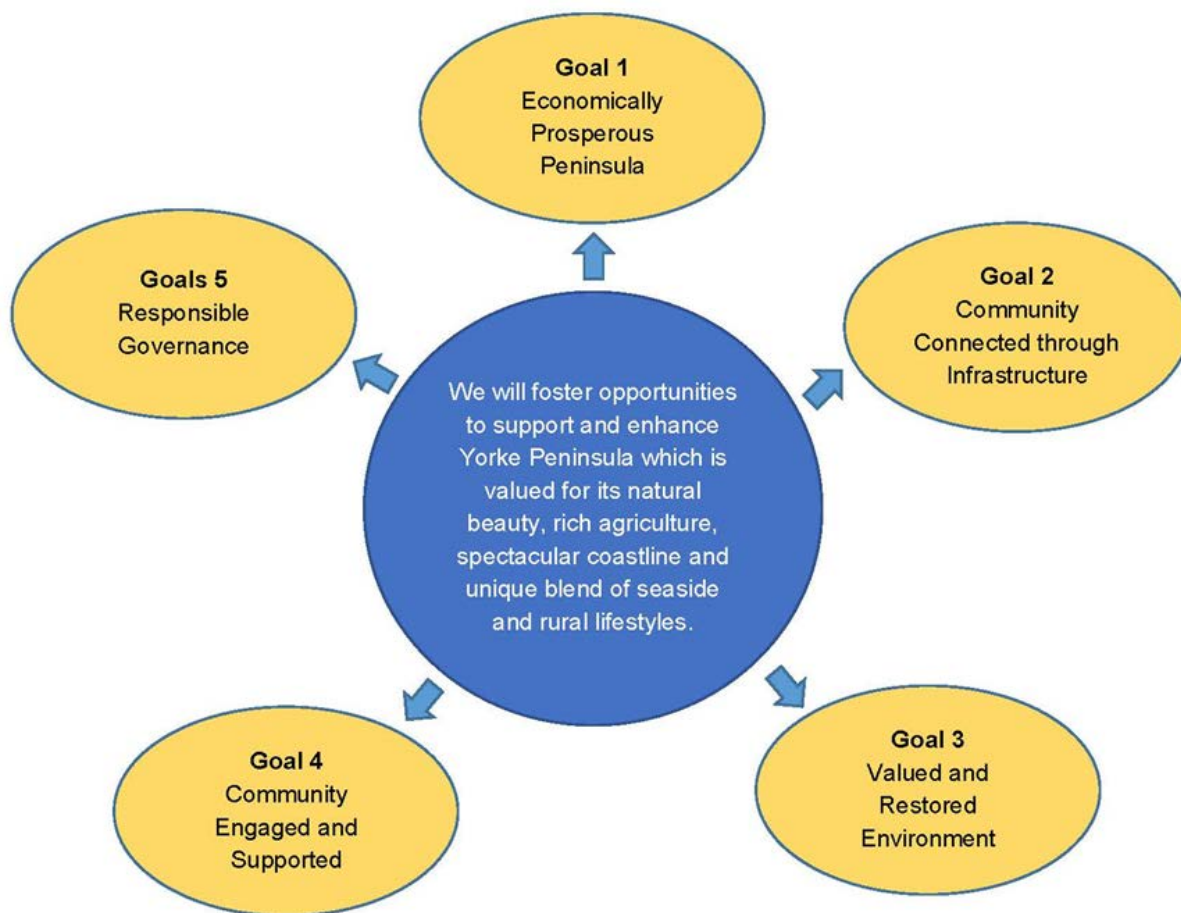 Goal 1
Economically
Prosperous
Peninsula
Goal 2
Community
Connected through
Infrastructure
Goal 3
Valued and
Restored
Environment
Goal 4
Community
Engaged and
Supported
Goals 5
Responsible
Governance
We will foster opportunities
to support and enhance
Yorke Peninsula which is
valued for its natural
beauty, rich agriculture,
spectacular coastline and
unique blend of seaside
and rural lifestyles.